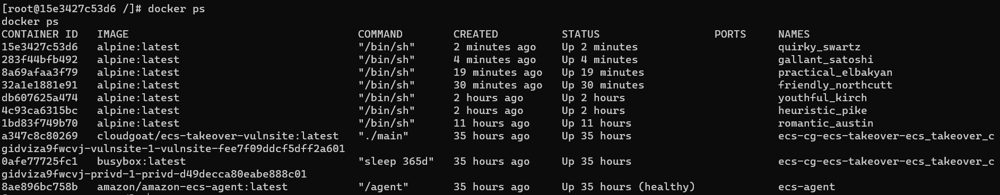 [root@15e3427c53d6 /]# docker ps
docker ps
CONTAINER ID   IMAGE                                    COMMAND        CREATED          STATUS                  PORTS     NAMES
15e3427c53d6   alpine:latest                            "/bin/sh"      2 minutes ago    Up 2 minutes                      quirky_swartz
283f44bfb492   alpine:latest                            "/bin/sh"      4 minutes ago    Up 4 minutes                      gallant_satoshi
8a69afaa3f79   alpine:latest                            "/bin/sh"      19 minutes ago   Up 19 minutes                     practical_elbakyan
32a1e1881e91   alpine:latest                            "/bin/sh"      30 minutes ago   Up 30 minutes                     friendly_northcutt
db607625a474   alpine:latest                            "/bin/sh"      2 hours ago      Up 2 hours                        youthful_kirch
4c93ca6315bc   alpine:latest                            "/bin/sh"      2 hours ago      Up 2 hours                        heuristic_pike
1bd83f749b70   alpine:latest                            "/bin/sh"      11 hours ago     Up 11 hours                       romantic_austin
a347c8c80269   cloudgoat/ecs-takeover-vulnsite:latest   "./main"       35 hours ago     Up 35 hours                       ecs-cg-ecs-takeover-ecs_takeover_c
gidviza9fwcvj-vulnsite-1-vulnsite-fee7f09ddcf5dff2a601
0afe77725fc1   busybox:latest                           "sleep 365d"   35 hours ago     Up 35 hours                       ecs-cg-ecs-takeover-ecs_takeover_c
gidviza9fwcvj-privd-1-privd-d49decca80eabe888c01
8ae896bc758b   amazon/amazon-ecs-agent:latest           "/agent"       35 hours ago     Up 35 hours (healthy)             ecs-agent